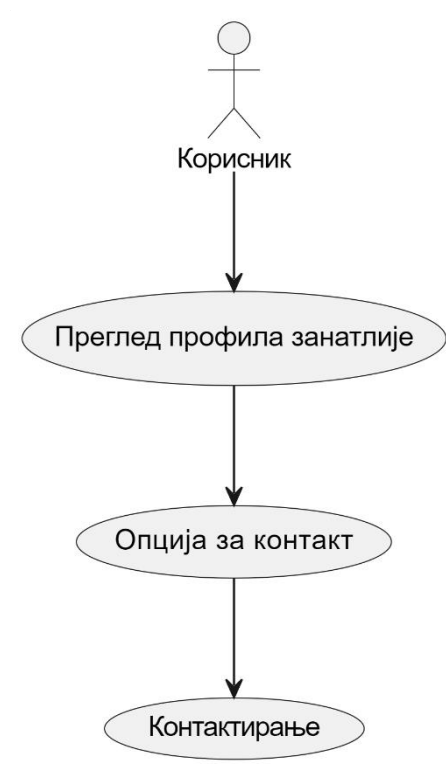 Корисник
Преглед профила занатлије
Опција за контакт
Контактирање